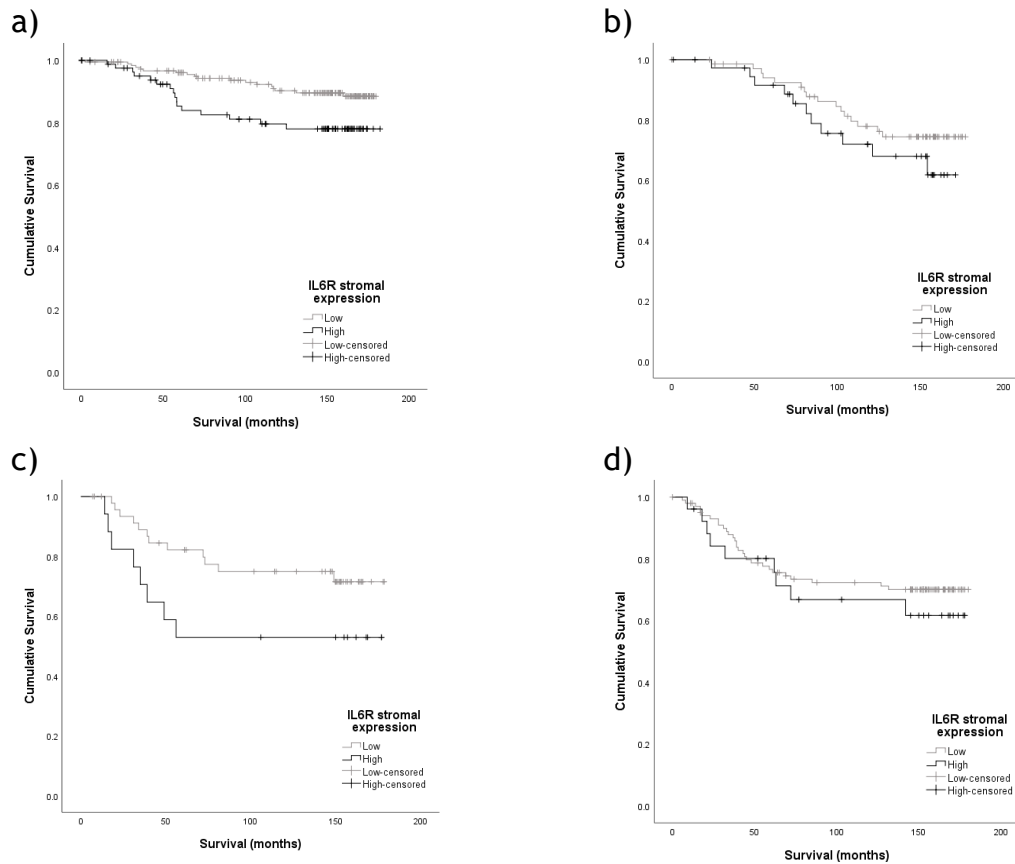 a)
1.0
0.8
0.6
0.4
0.2
0.0
Cumulative Survival
IL6R stromal
expression
Low
High
Low-censored
High-censored
0 50 100 150 200
Survival (months)
b)
1.0
0.8
0.6
0.4
0.2
0.0
Cumulative Survival
IL6R stromal
expression
Low
High
Low-censored
High-censored
0 50 100 150 200
Survival (months)
c)
1.0
0.8
0.6
0.4
0.2
0.0
Cumulative Survival
IL6R stromal
expression
Low
High
Low-censored
High-censored
0 50 100 150 200
Survival (months)
d)
1.0
0.8
0.6
0.4
0.2
0.0
Cumulative Survival
IL6R stromal
expression
Low
High
Low-censored
High-censored
0 50 100 150 200
Survival (months)